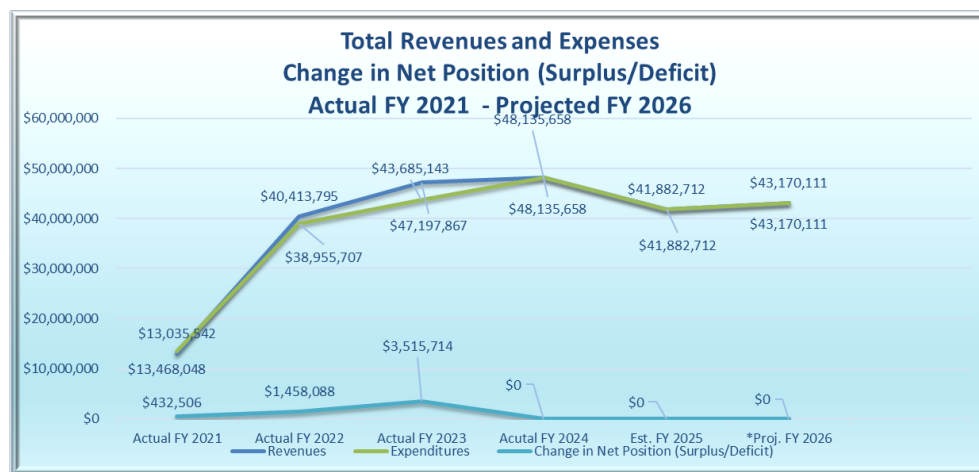 Total Revenues and Expenses
Change in Net Position (Surplus/Deficit)
Actual FY 2021 - Projected FY 2026
$60,000,000
$50,000,000
$40,000,000
$30,000,000
$20,000,000
$10,000,000
$0
$48,135,658
$43,685,143
$40,413,795
$41,882,712
$43,170,111
$48,135,658
$47,197,867
$43,170,111
$41,882,712
$38,955,707
$13,035,542
$13,468,048
$3,515,714
$1,458,088
$432,506
$0
$0
$0
Actual FY 2021
Actual FY 2022
Actual FY 2023
Acutal FY 2024
Est. FY 2025
*Proj. FY 2026
Revenues
Expenditures
Change in Net Position (Surplus/Deficit)